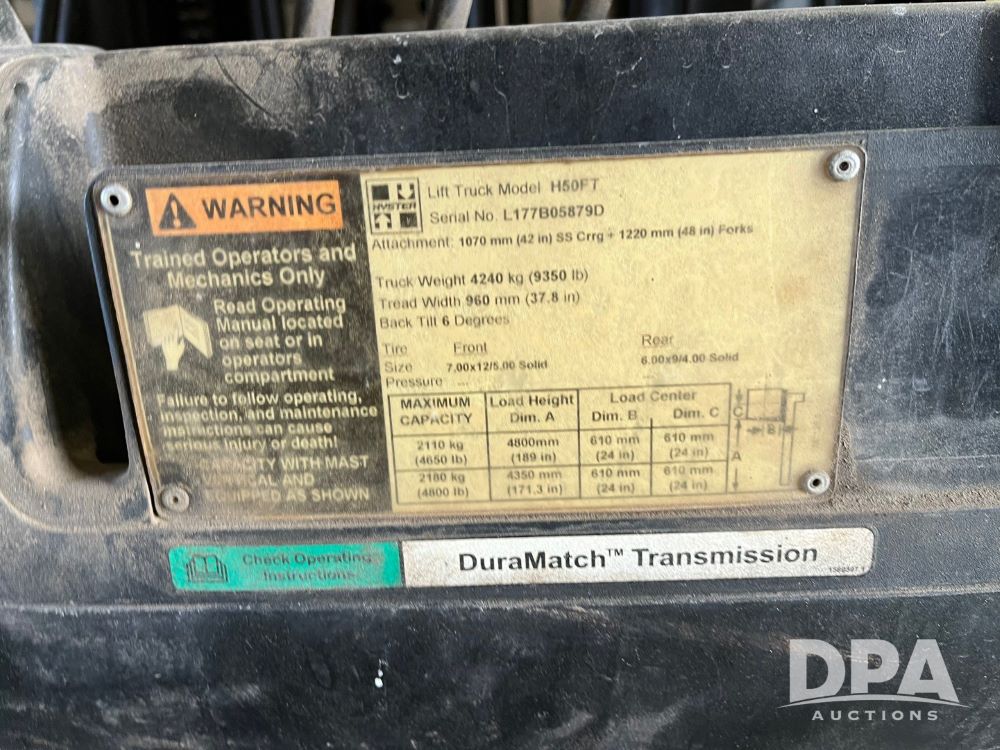 WARNING
Trained Operators and
Mechanics Only
Read Operating
Manual located
on seat or in
operators
compartment
Failure to follow operating,
inspection, and maintenance
instructions can cause
serious injury or death!
CAPACITY WITH MAST
VERTICAL AND
EQUIPPED AS SHOWN
HYSTER
Lift Truck Model H50FT
Serial No. L177B05879D
Attachment: 1070 mm (42 in) SS Crrg + 1220 mm (48 in) Forks
Truck Weight 4240 kg (9350 lb)
Tread Width 960 mm (37.8 in)
Back Tilt 6 Degrees
Tire Front Rear
Size 7.00x12/5.00 Solid 6.00x9/4.00 Solid
Pressure ---
MAXIMUM CAPACITY Load Height Dim. A Load Center Dim. B Dim. C
2110 kg 4800mm 610 mm 610 mm
(4650 lb) (189 in) (24 in) (24 in)
2180 kg 4350 mm 610 mm 610 mm
(4800 lb) (171.3 in) (24 in) (24 in)
C
B
A
Check Operating
Instructions
DuraMatch™ Transmission
DPA
AUCTIONS